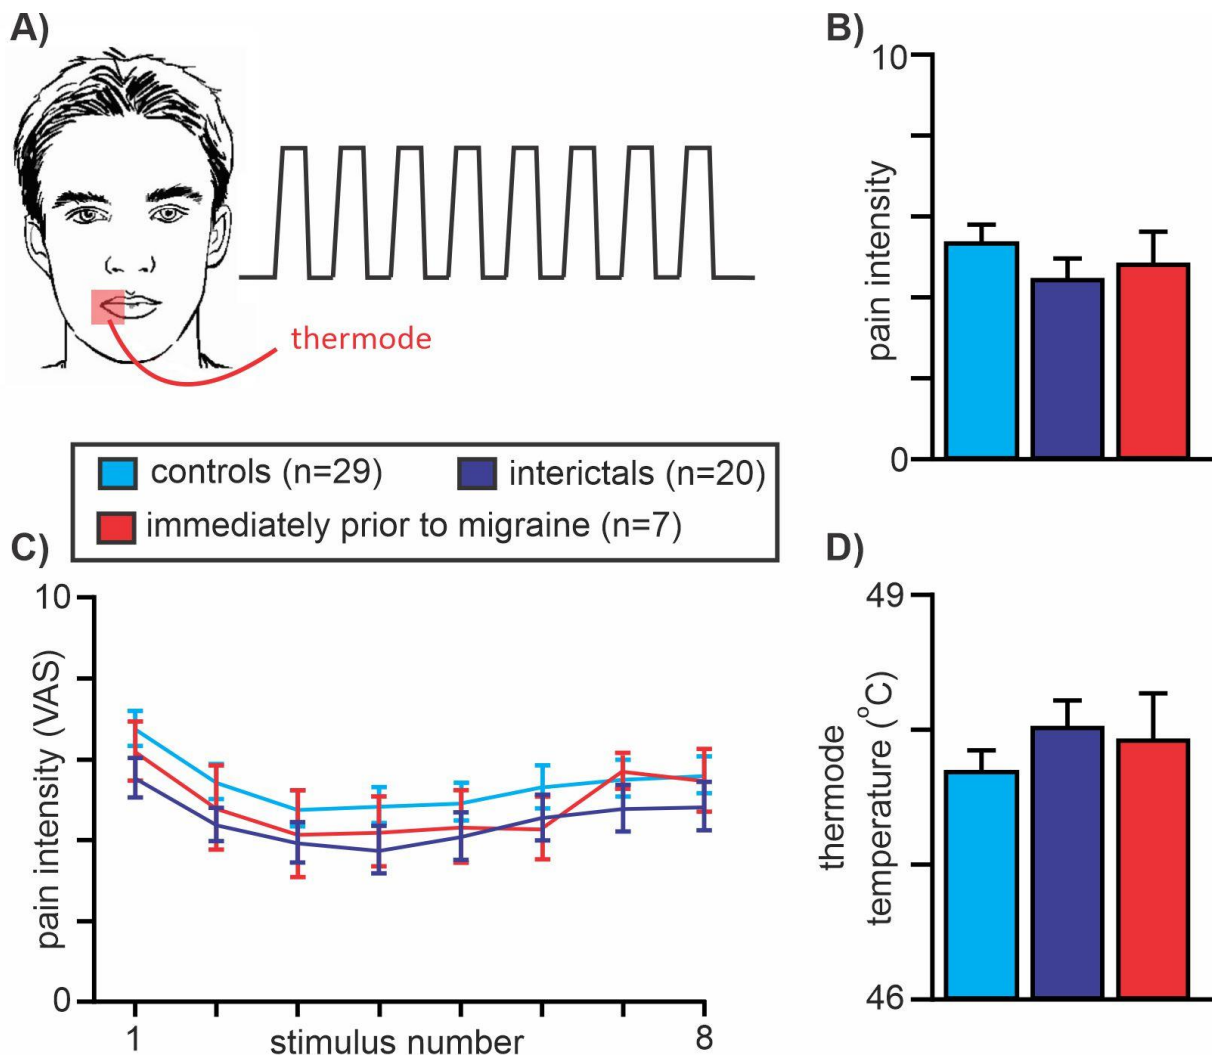 A)
thermode
B)
10
pain intensity
0
controls (n=29)
interictals (n=20)
immediately prior to migraine (n=7)
C)
10
pain intensity (VAS)
0
1
stimulus number
8
D)
49
thermode
temperature (°C)
46